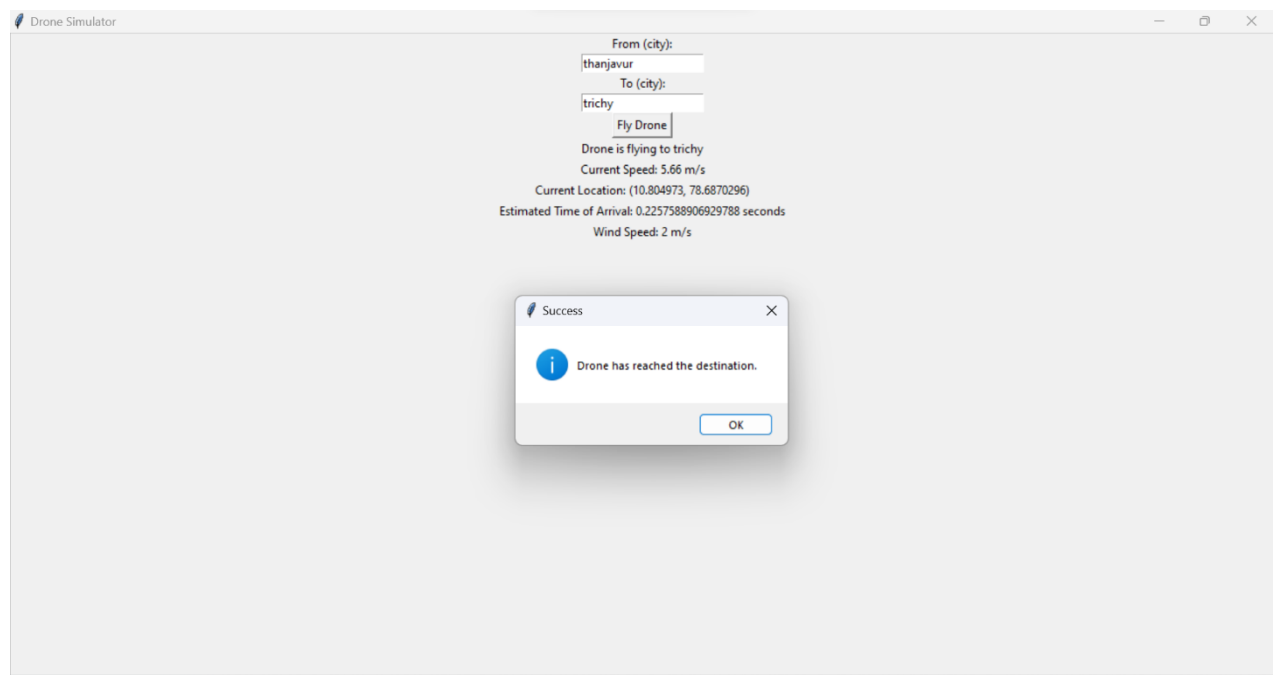 Drone Simulator
From (city):
thanjavur
To (city):
trichy
Fly Drone
Drone is flying to trichy
Current Speed: 5.66 m/s
Current Location: (10.804973, 78.6870296)
Estimated Time of Arrival: 0.2257588906929788 seconds
Wind Speed: 2 m/s
Success
Drone has reached the destination.
OK